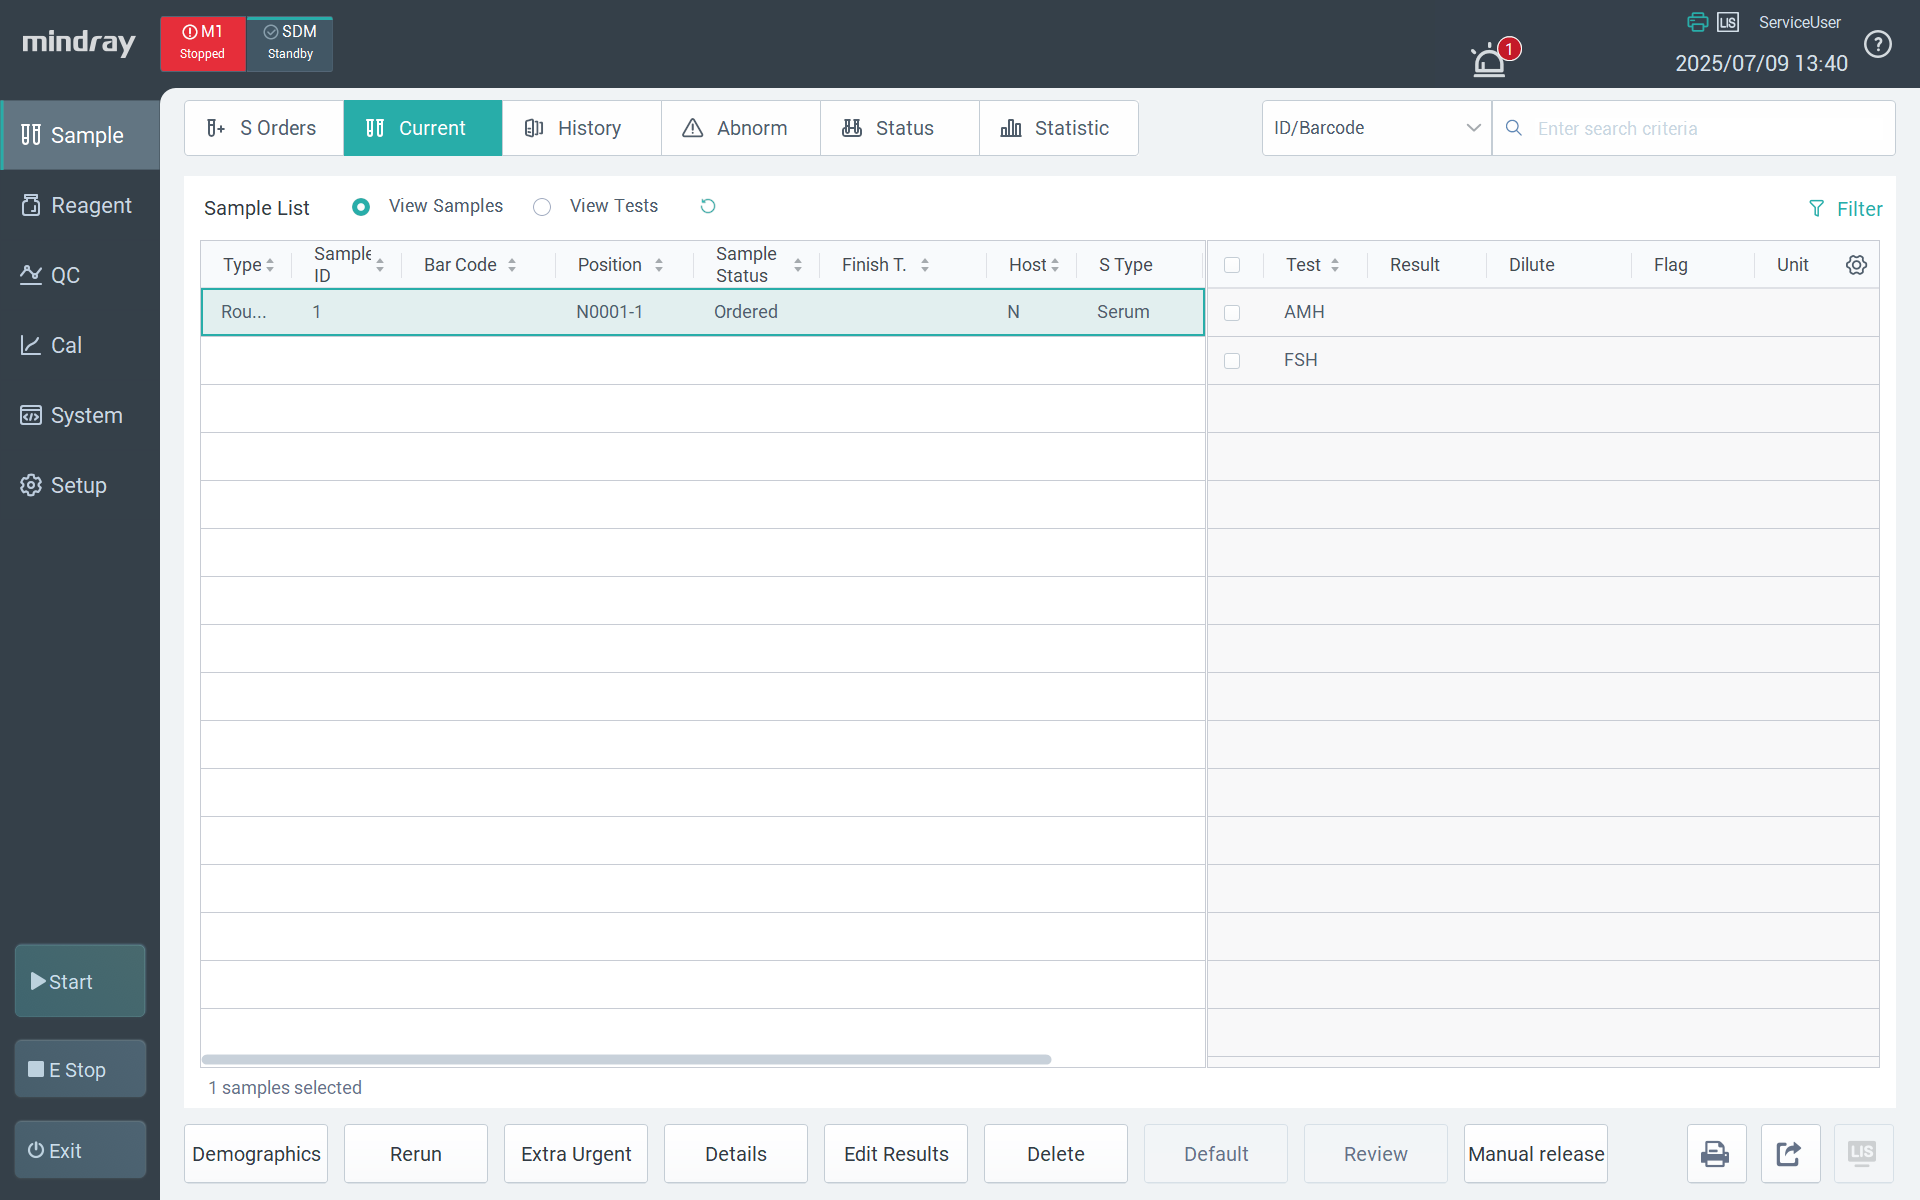 mindray
M1
Stopped
SDM
Standby
1
LIS
ServiceUser
2025/07/09 13:40
?
Sample
Reagent
QC
Cal
System
Setup
Start
E Stop
Exit
S Orders
Current
History
Abnorm
Status
Statistic
ID/Barcode
Enter search criteria
Sample List
View Samples
View Tests
Filter
Type
Sample ID
Bar Code
Position
Sample Status
Finish T.
Host
S Type
Test
Result
Dilute
Flag
Unit
Rou...
1
N0001-1
Ordered
N
Serum
AMH
FSH
1 samples selected
Demographics
Rerun
Extra Urgent
Details
Edit Results
Delete
Default
Review
Manual release
LIS